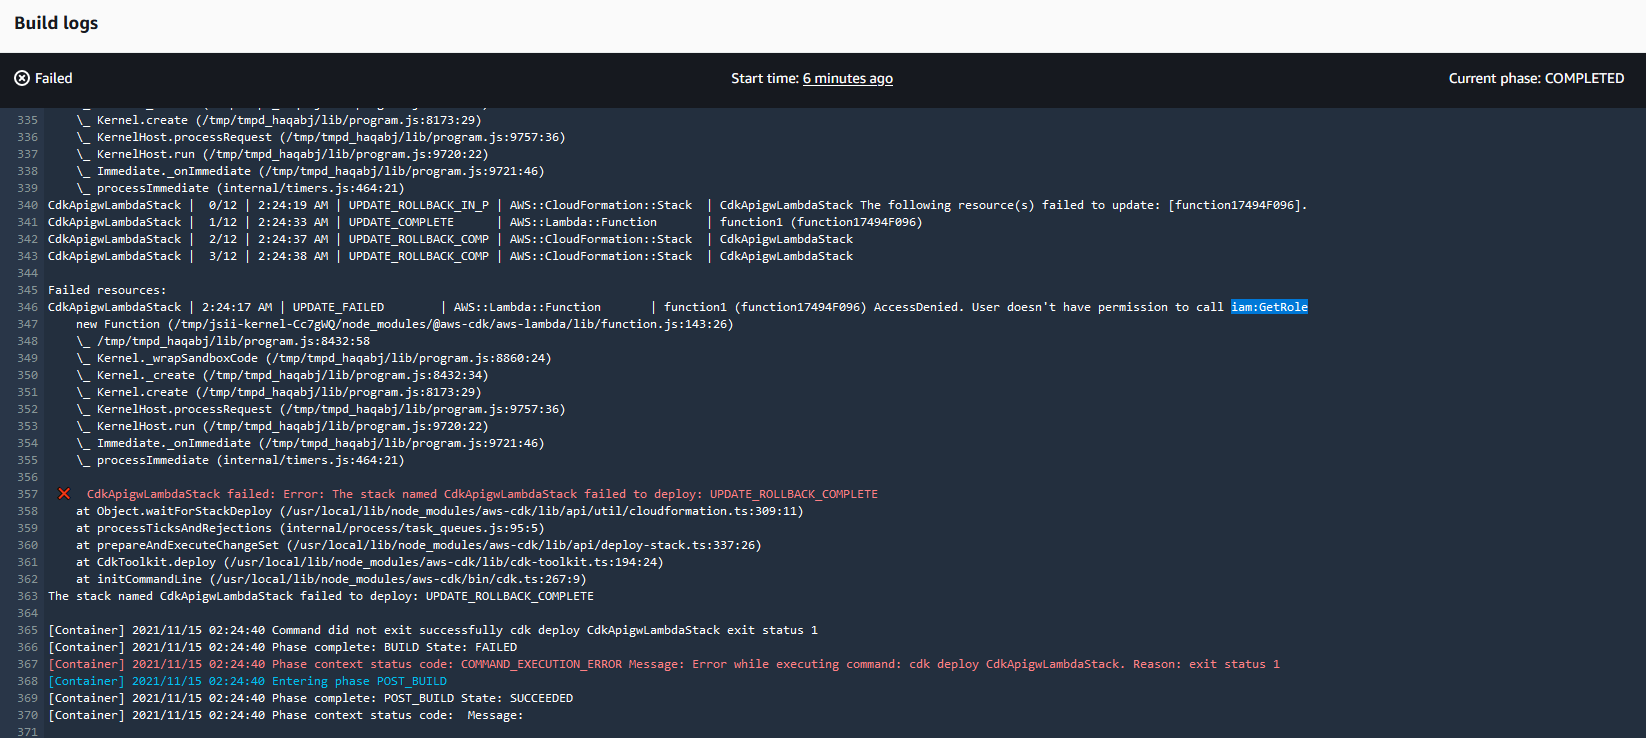 Build logs
Failed
Start time: 6 minutes ago
Current phase: COMPLETED
335 \_ Kernel.create (/tmp/tmpd_haqabj/lib/program.js:8173:29)
336 \_ KernelHost.processRequest (/tmp/tmpd_haqabj/lib/program.js:9757:36)
337 \_ KernelHost.run (/tmp/tmpd_haqabj/lib/program.js:9720:22)
338 \_ Immediate._onImmediate (/tmp/tmpd_haqabj/lib/program.js:9721:46)
339 \_ processImmediate (internal/timers.js:464:21)
340 CdkApigwLambdaStack | 0/12 | 2:24:19 AM | UPDATE_ROLLBACK_IN_P | AWS::CloudFormation::Stack | CdkApigwLambdaStack The following resource(s) failed to update: [function17494F096].
341 CdkApigwLambdaStack | 1/12 | 2:24:33 AM | UPDATE_COMPLETE | AWS::Lambda::Function | function1 (function17494F096)
342 CdkApigwLambdaStack | 2/12 | 2:24:37 AM | UPDATE_ROLLBACK_COMP | AWS::CloudFormation::Stack | CdkApigwLambdaStack
343 CdkApigwLambdaStack | 3/12 | 2:24:38 AM | UPDATE_ROLLBACK_COMP | AWS::CloudFormation::Stack | CdkApigwLambdaStack
344
345 Failed resources:
346 CdkApigwLambdaStack | 2:24:17 AM | UPDATE_FAILED | AWS::Lambda::Function | function1 (function17494F096) AccessDenied. User doesn't have permission to call iam:GetRole
347 new Function (/tmp/jsii-kernel-Cc7gWQ/node_modules/@aws-cdk/aws-lambda/lib/function.js:143:26)
348 \_ /tmp/tmpd_haqabj/lib/program.js:8432:58
349 \_ Kernel._wrapSandboxCode (/tmp/tmpd_haqabj/lib/program.js:8860:24)
350 \_ Kernel._create (/tmp/tmpd_haqabj/lib/program.js:8432:34)
351 \_ Kernel.create (/tmp/tmpd_haqabj/lib/program.js:8173:29)
352 \_ KernelHost.processRequest (/tmp/tmpd_haqabj/lib/program.js:9757:36)
353 \_ KernelHost.run (/tmp/tmpd_haqabj/lib/program.js:9720:22)
354 \_ Immediate._onImmediate (/tmp/tmpd_haqabj/lib/program.js:9721:46)
355 \_ processImmediate (internal/timers.js:464:21)
356
357 ❌ CdkApigwLambdaStack failed: Error: The stack named CdkApigwLambdaStack failed to deploy: UPDATE_ROLLBACK_COMPLETE
358 at Object.waitForStackDeploy (/usr/local/lib/node_modules/aws-cdk/lib/api/util/cloudformation.ts:309:11)
359 at processTicksAndRejections (internal/process/task_queues.js:95:5)
360 at prepareAndExecuteChangeSet (/usr/local/lib/node_modules/aws-cdk/lib/api/deploy-stack.ts:337:26)
361 at CdkToolkit.deploy (/usr/local/lib/node_modules/aws-cdk/lib/cdk-toolkit.ts:194:24)
362 at initCommandLine (/usr/local/lib/node_modules/aws-cdk/bin/cdk.ts:267:9)
363 The stack named CdkApigwLambdaStack failed to deploy: UPDATE_ROLLBACK_COMPLETE
364
365 [Container] 2021/11/15 02:24:40 Command did not exit successfully cdk deploy CdkApigwLambdaStack exit status 1
366 [Container] 2021/11/15 02:24:40 Phase complete: BUILD State: FAILED
367 [Container] 2021/11/15 02:24:40 Phase context status code: COMMAND_EXECUTION_ERROR Message: Error while executing command: cdk deploy CdkApigwLambdaStack. Reason: exit status 1
368 [Container] 2021/11/15 02:24:40 Entering phase POST_BUILD
369 [Container] 2021/11/15 02:24:40 Phase complete: POST_BUILD State: SUCCEEDED
370 [Container] 2021/11/15 02:24:40 Phase context status code: Message:
371